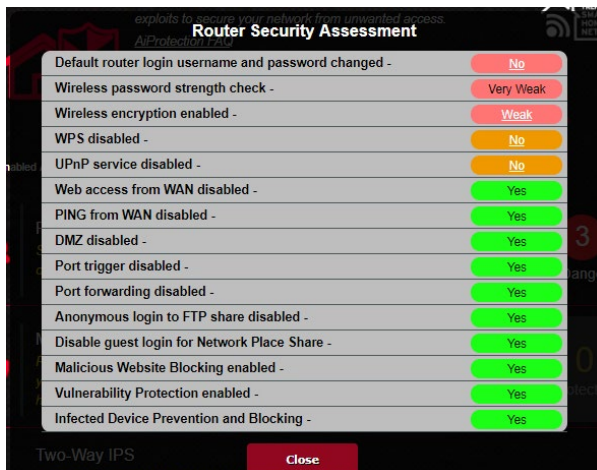 exploits to secure your network from unwanted access.
AiProtection FAQ
Router Security Assessment
Default router login username and password changed - No
Wireless password strength check - Very Weak
Wireless encryption enabled - Weak
WPS disabled - No
UPnP service disabled - No
Web access from WAN disabled - Yes
PING from WAN disabled - Yes
DMZ disabled - Yes
Port trigger disabled - Yes
Port forwarding disabled - Yes
Anonymous login to FTP share disabled - Yes
Disable guest login for Network Place Share - Yes
Malicious Website Blocking enabled - Yes
Vulnerability Protection enabled - Yes
Infected Device Prevention and Blocking - Yes
3
0
Two-Way IPS
Close